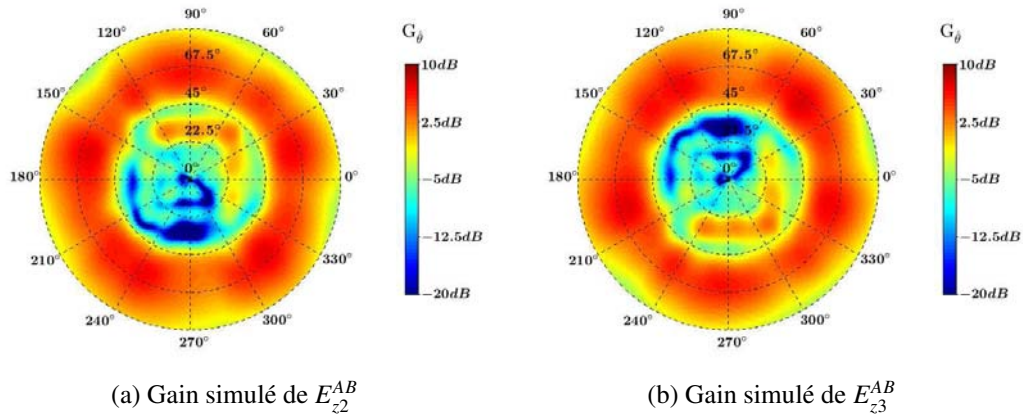 90°
120°
60°
67.5°
45°
150°
30°
22.5°
0°
180°
0°
210°
330°
240°
300°
270°
G_θ̂
10dB
2.5dB
−5dB
−12.5dB
−20dB
90°
120°
60°
67.5°
45°
150°
30°
0°
180°
0°
210°
330°
240°
300°
270°
G_θ̂
10dB
2.5dB
−5dB
−12.5dB
−20dB
(a) Gain simulé de E_{z2}^{AB}
(b) Gain simulé de E_{z3}^{AB}